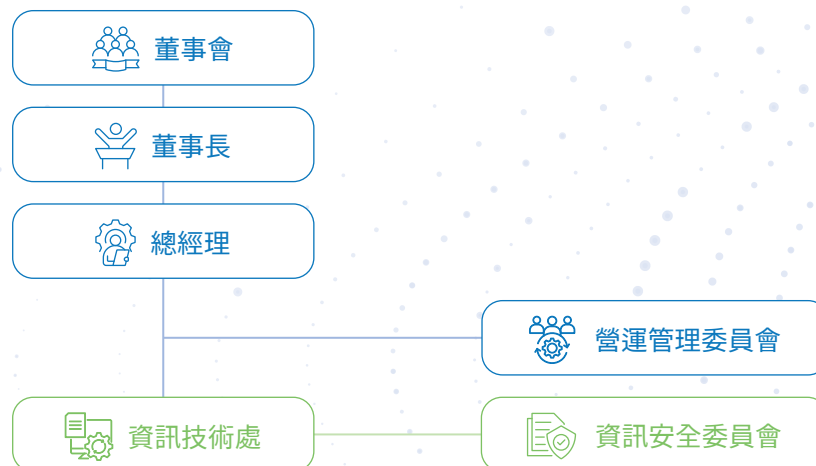 董事會
董事長
總經理
營運管理委員會
資訊技術處
資訊安全委員會